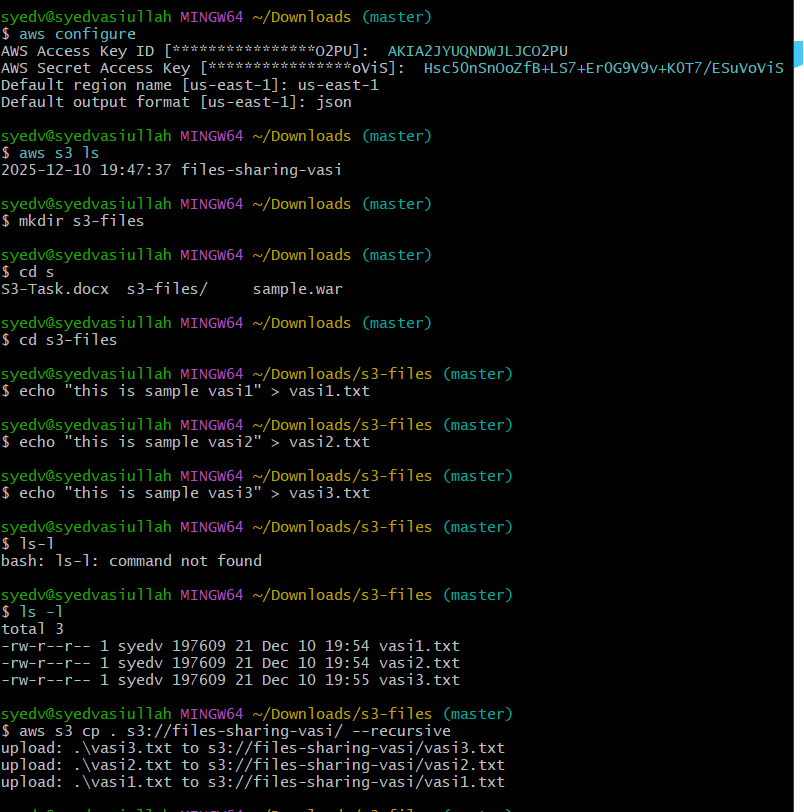 syedv@syedvasiullah MINGW64 ~/Downloads (master)
$ aws configure
AWS Access Key ID [****************O2PU]: AKIA2JYUQNDWJLJCO2PU
AWS Secret Access Key [****************oViS]:
Default region name [us-east-1]: us-east-1
Default output format [us-east-1]: json
syedv@syedvasiullah MINGW64 ~/Downloads (master)
$ aws s3 ls
2025-12-10 19:47:37 files-sharing-vasi
syedv@syedvasiullah MINGW64 ~/Downloads (master)
$ mkdir s3-files
syedv@syedvasiullah MINGW64 ~/Downloads (master)
$ cd s
S3-Task.docx s3-files/ sample.war
syedv@syedvasiullah MINGW64 ~/Downloads (master)
$ cd s3-files
syedv@syedvasiullah MINGW64 ~/Downloads/s3-files (master)
$ echo "this is sample vasi1" > vasi1.txt
syedv@syedvasiullah MINGW64 ~/Downloads/s3-files (master)
$ echo "this is sample vasi2" > vasi2.txt
syedv@syedvasiullah MINGW64 ~/Downloads/s3-files (master)
$ echo "this is sample vasi3" > vasi3.txt
syedv@syedvasiullah MINGW64 ~/Downloads/s3-files (master)
$ ls-l
bash: ls-l: command not found
syedv@syedvasiullah MINGW64 ~/Downloads/s3-files (master)
$ ls -l
total 3
-rw-r--r-- 1 syedv 197609 21 Dec 10 19:54 vasi1.txt
-rw-r--r-- 1 syedv 197609 21 Dec 10 19:54 vasi2.txt
-rw-r--r-- 1 syedv 197609 21 Dec 10 19:55 vasi3.txt
syedv@syedvasiullah MINGW64 ~/Downloads/s3-files (master)
$ aws s3 cp . s3://files-sharing-vasi/ --recursive
upload: .\vasi3.txt to s3://files-sharing-vasi/vasi3.txt
upload: .\vasi2.txt to s3://files-sharing-vasi/vasi2.txt
upload: .\vasi1.txt to s3://files-sharing-vasi/vasi1.txt